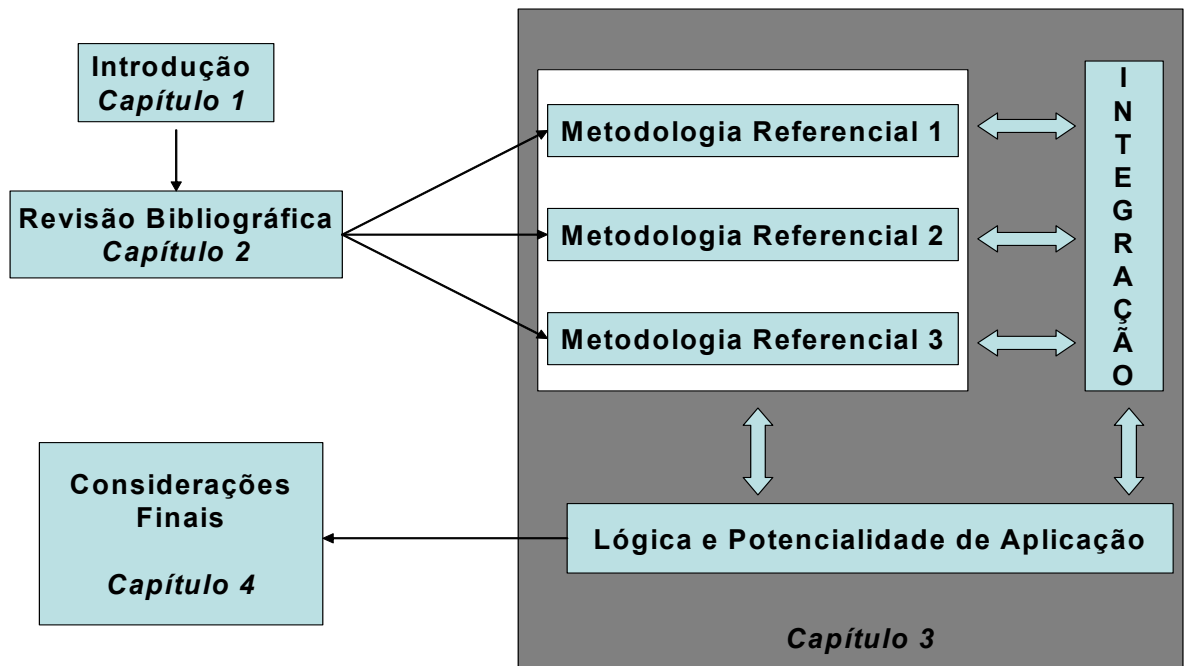 Introdução
Capítulo 1
Revisão Bibliográfica
Capítulo 2
Metodologia Referencial 1
Metodologia Referencial 2
Metodologia Referencial 3
INTEGRAÇÃO
Lógica e Potencialidade de Aplicação
Considerações
Finais
Capítulo 4
Capítulo 3